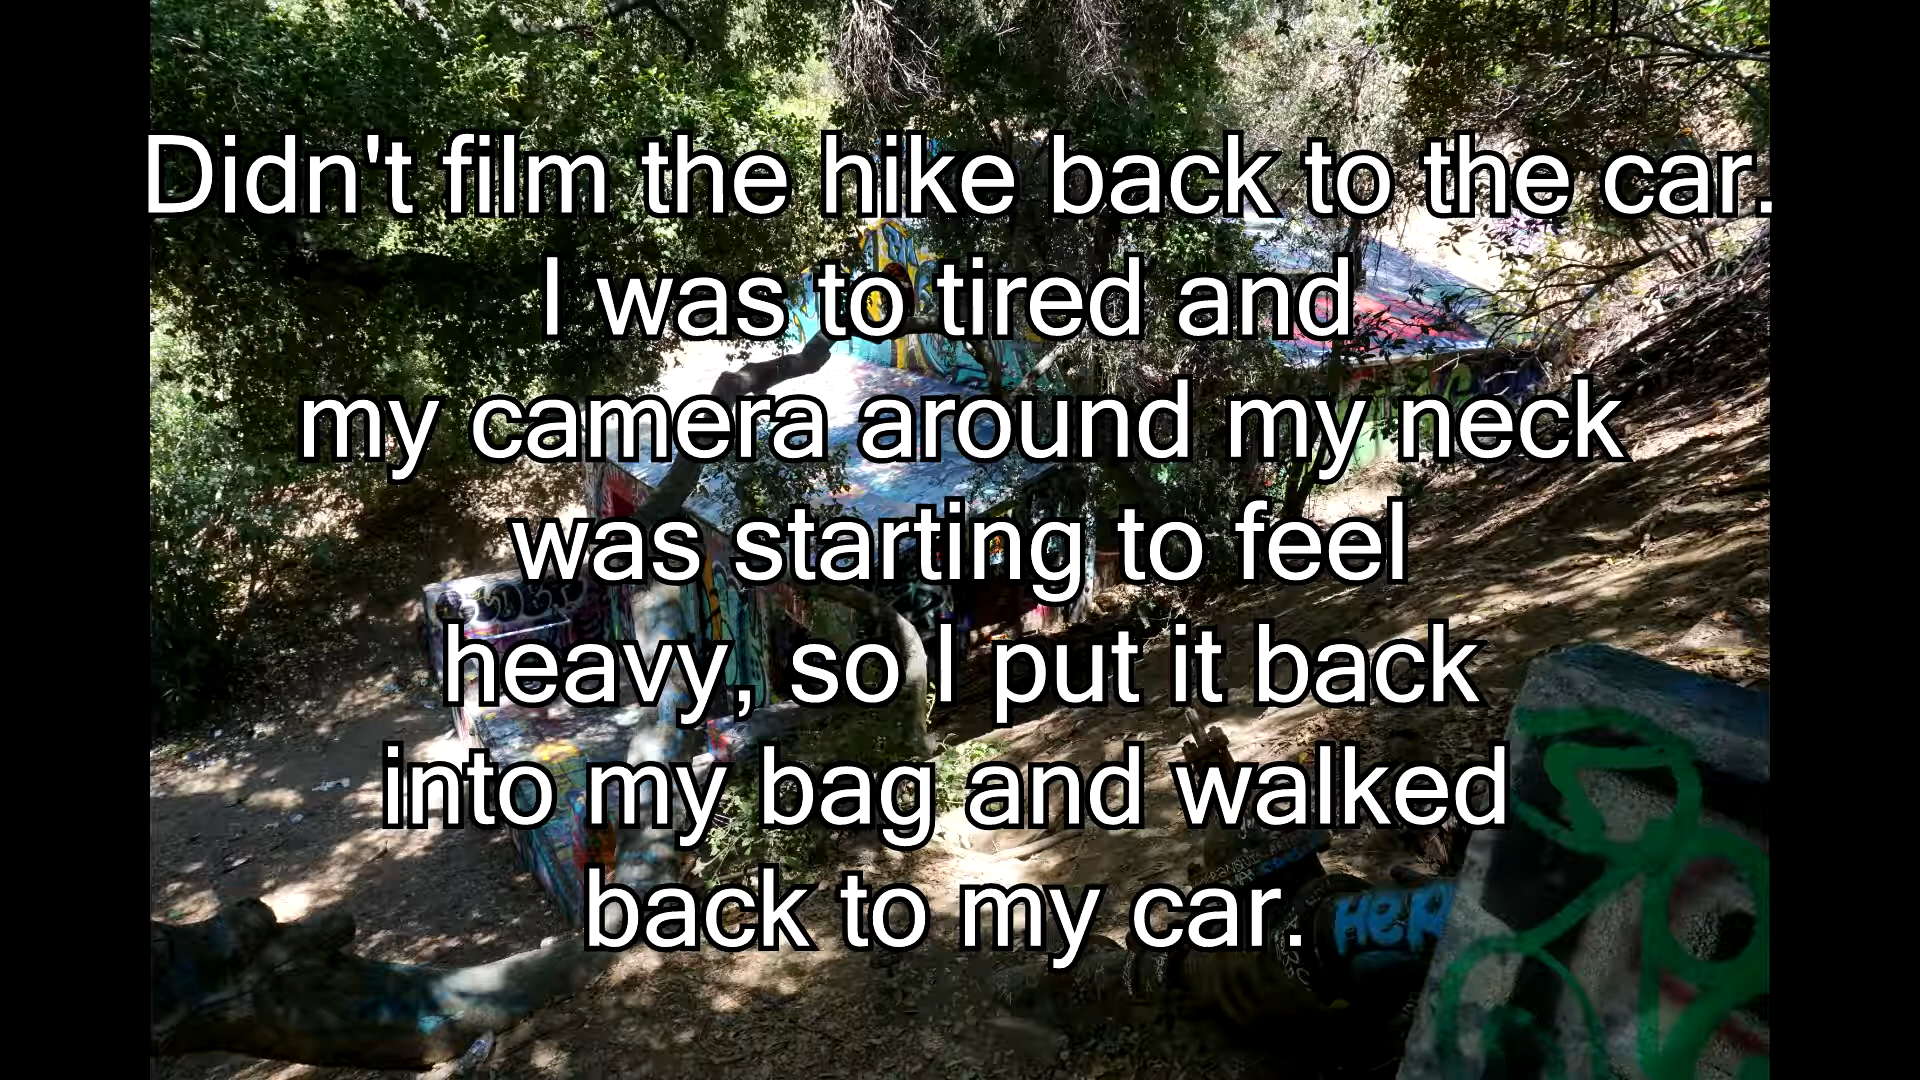 Didn't film the hike back to the car.
I was to tired and
my camera around my neck
was starting to feel
heavy, so I put it back
into my bag and walked
back to my car.
HER